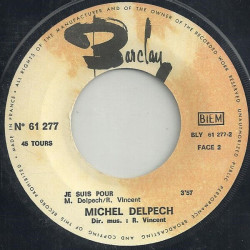 Barclay
N° 61 277
45 TOURS
BIEM
BLY 61 277-2
FACE 2
JE SUIS POUR 3'57
M. Delpech/R. Vincent
MICHEL DELPECH
Dir. mus. : R. Vincent
MADE IN FRANCE
ALL RIGHTS OF THE MANUFACTURER AND OF THE OWNER OF THE RECORDED WORK RESERVED
UNAUTHORISED COPYING PUBLIC PERFORMANCE BROADCASTING AND
OF THIS RECORD PROHIBITED